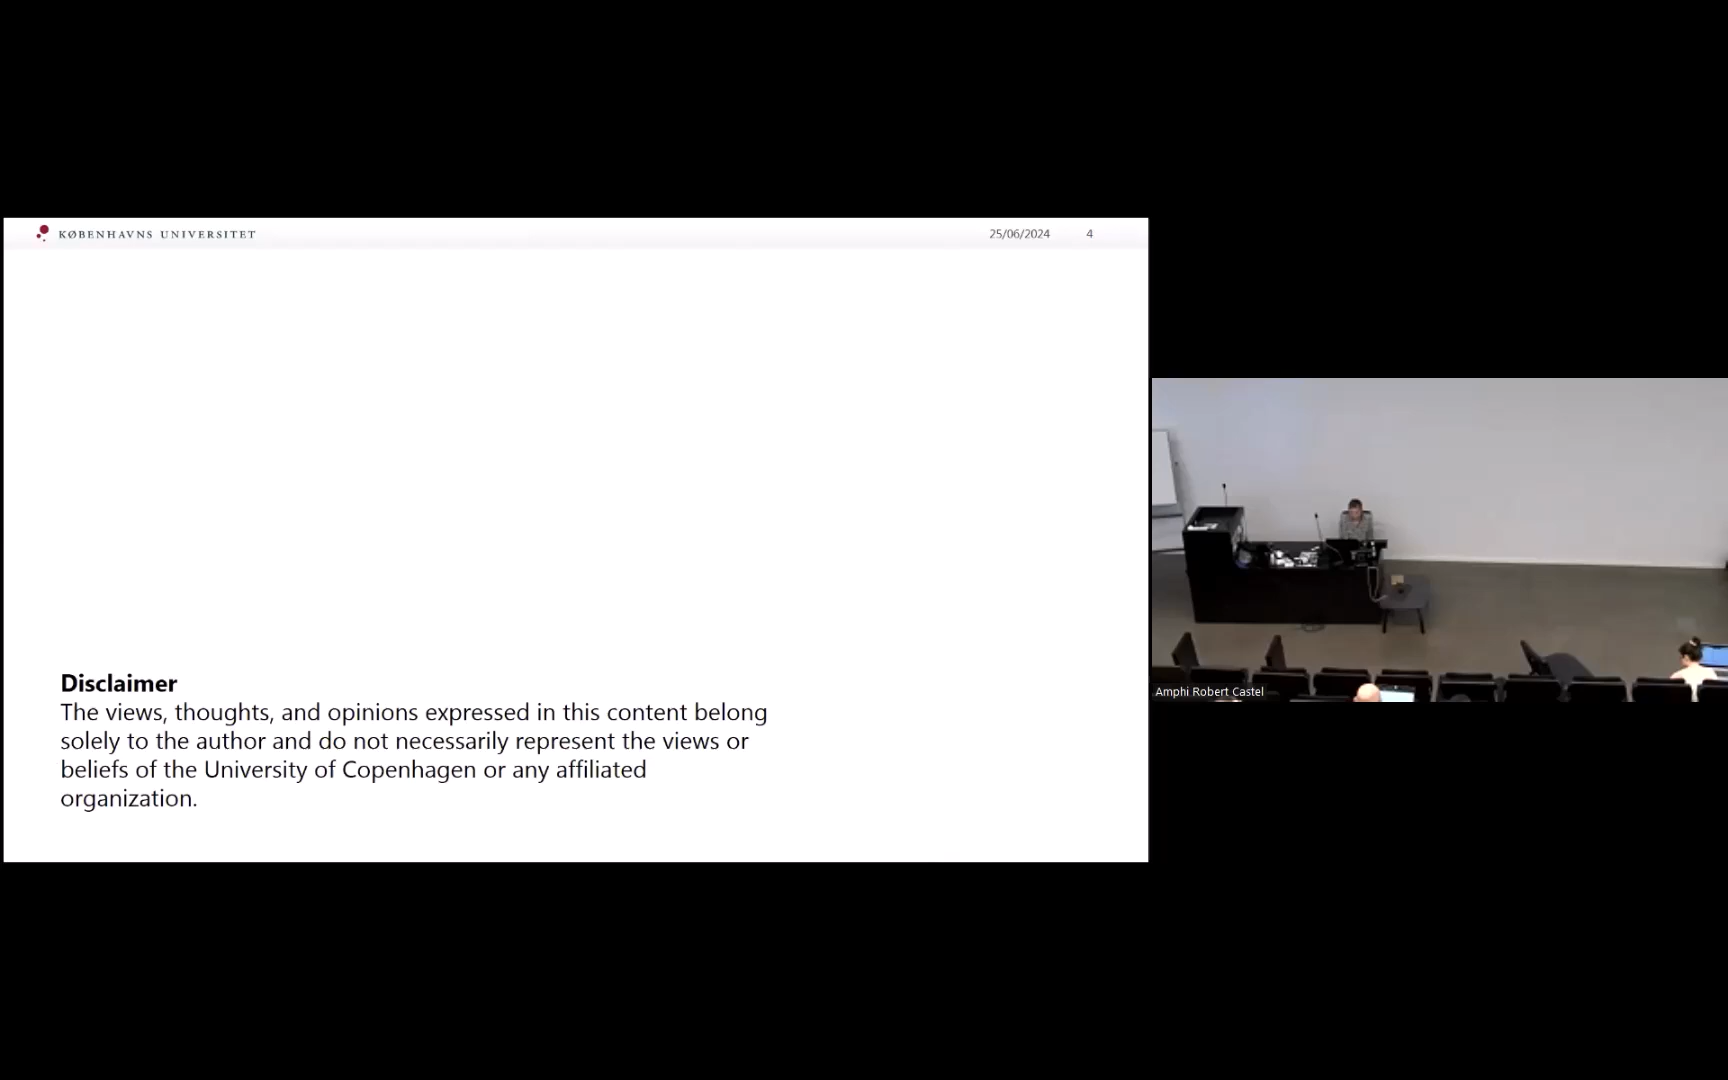 KØBENHAVNS UNIVERSITET
25/06/2024 4
Disclaimer
The views, thoughts, and opinions expressed in this content belong
solely to the author and do not necessarily represent the views or
beliefs of the University of Copenhagen or any affiliated
organization.
Amphi Robert Castel